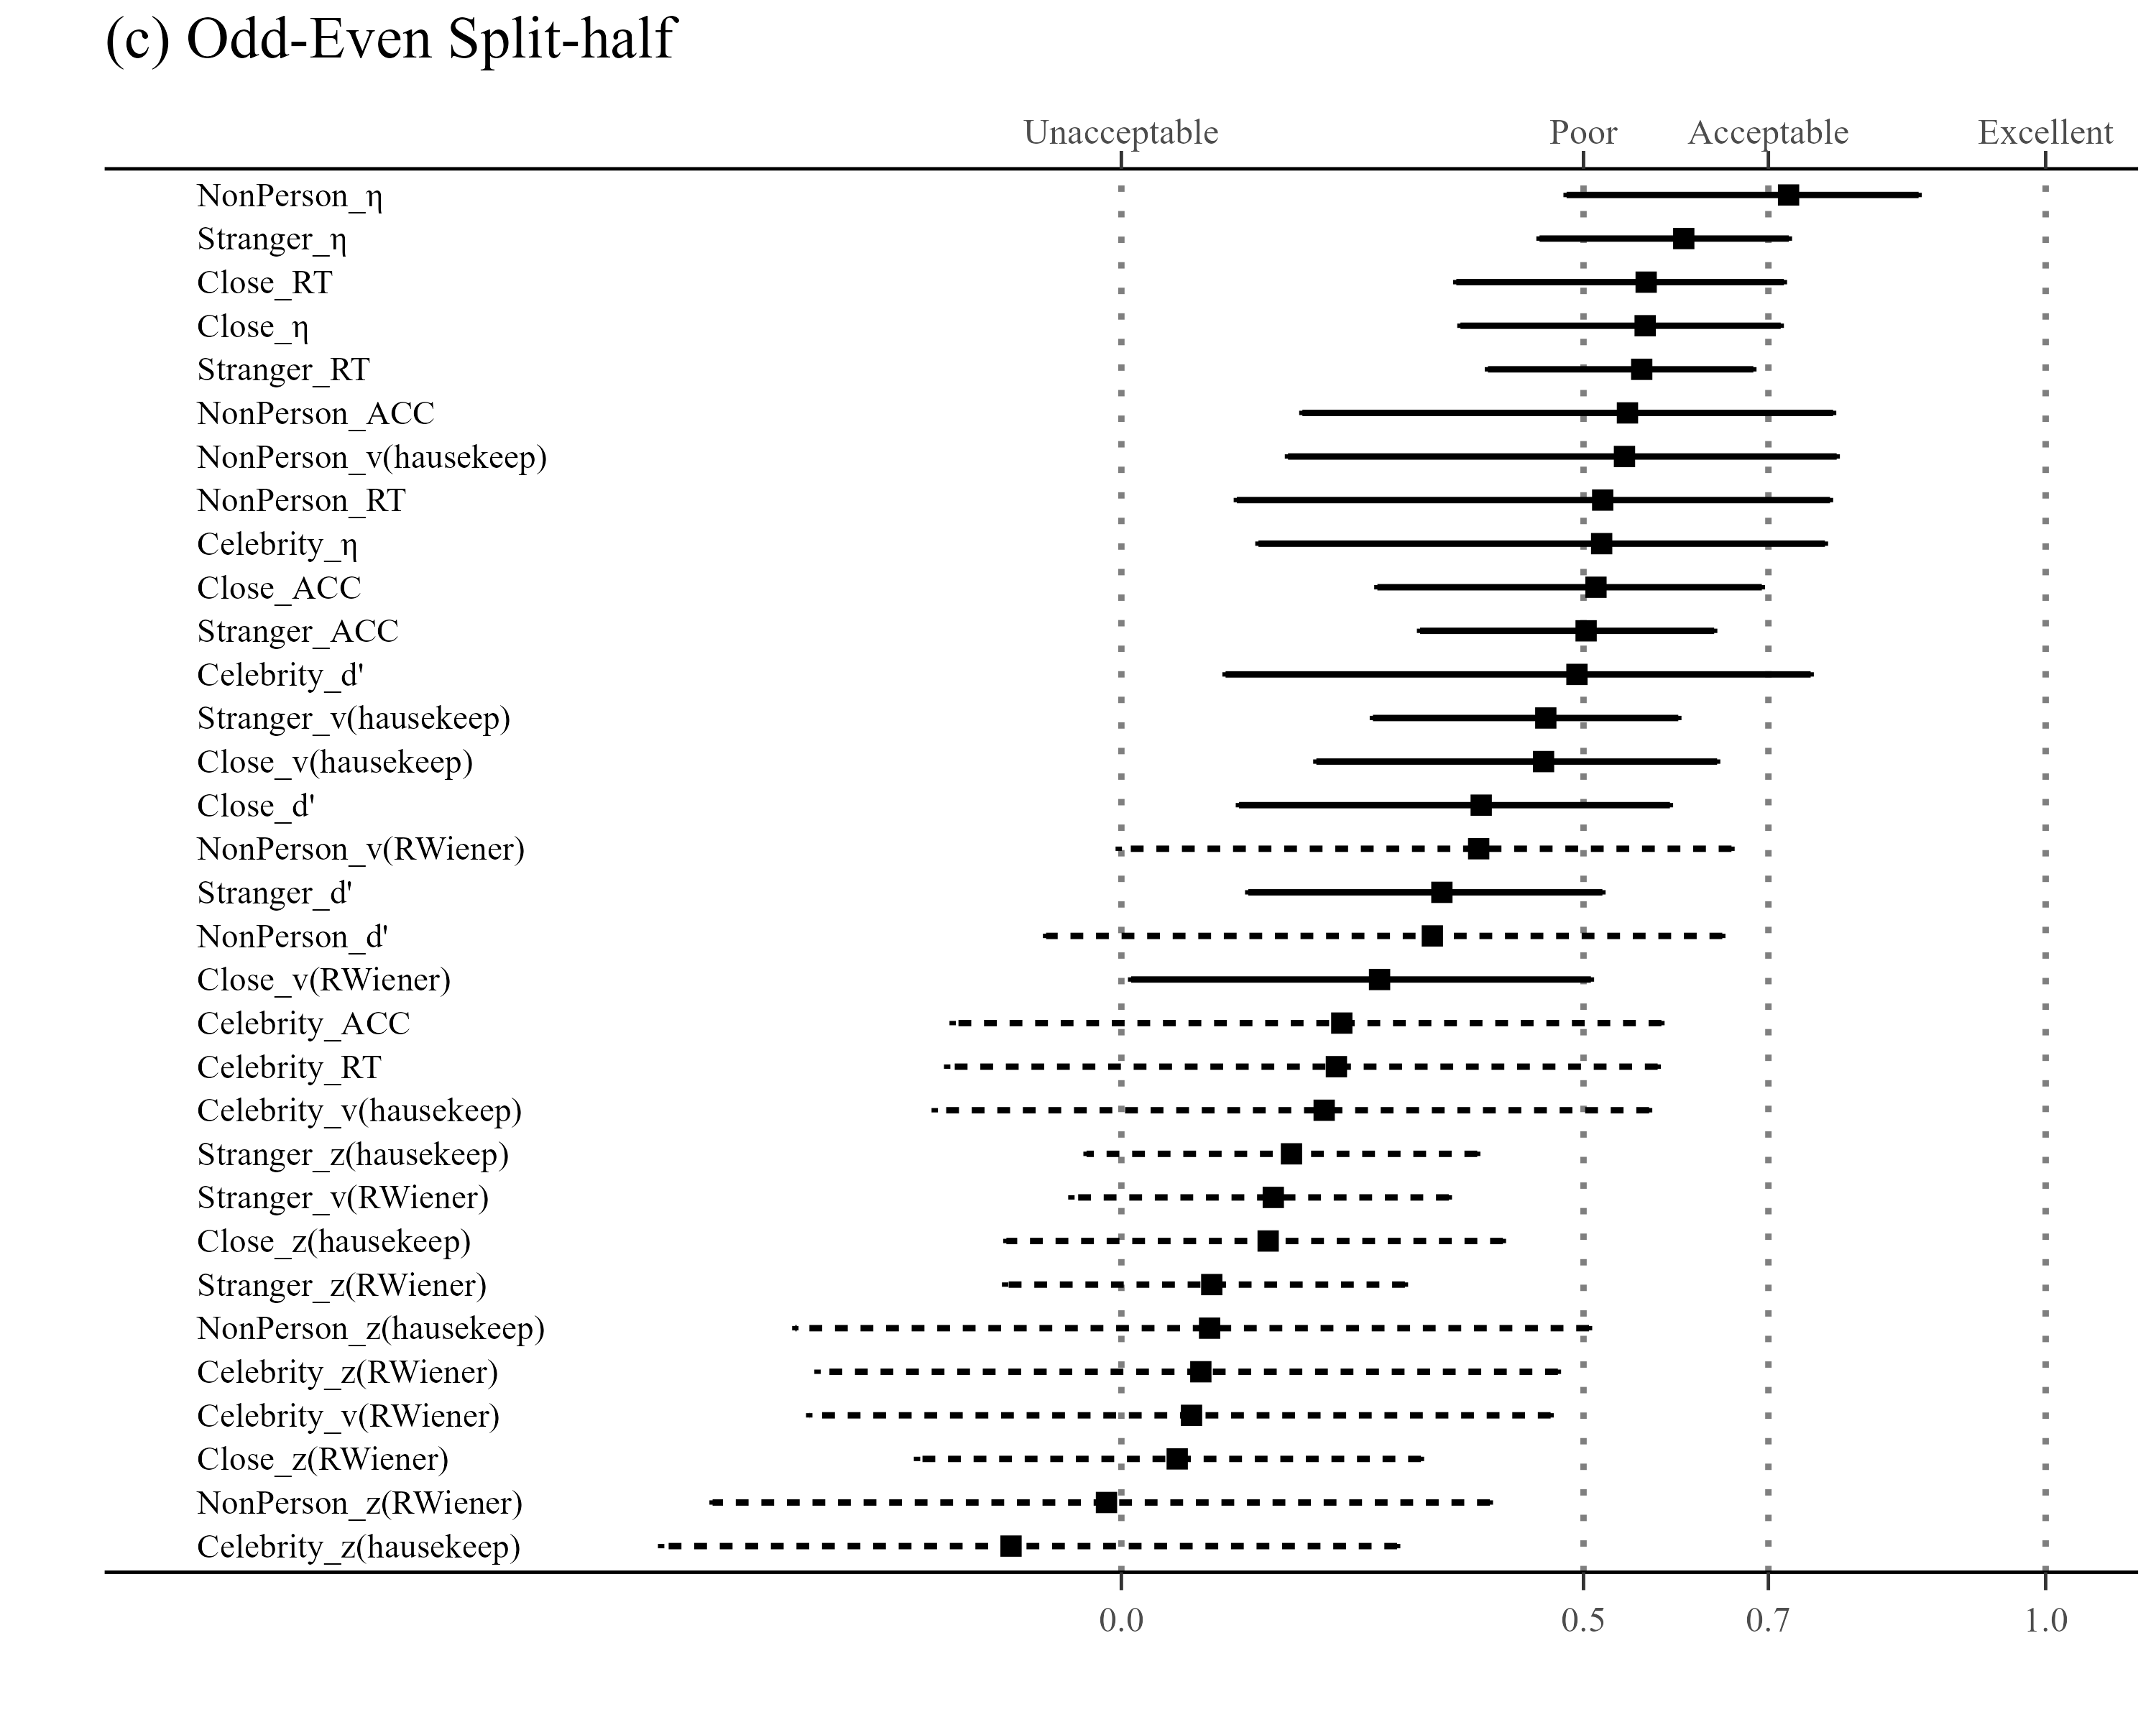 (c) Odd-Even Split-half
Unacceptable Poor Acceptable Excellent
NonPerson_η
Stranger_η
Close_RT
Close_η
Stranger_RT
NonPerson_ACC
NonPerson_v(hausekeep)
NonPerson_RT
Celebrity_η
Close_ACC
Stranger_ACC
Celebrity_d'
Stranger_v(hausekeep)
Close_v(hausekeep)
Close_d'
NonPerson_v(RWiener)
Stranger_d'
NonPerson_d'
Close_v(RWiener)
Celebrity_ACC
Celebrity_RT
Celebrity_v(hausekeep)
Stranger_z(hausekeep)
Stranger_v(RWiener)
Close_z(hausekeep)
Stranger_z(RWiener)
NonPerson_z(hausekeep)
Celebrity_z(RWiener)
Celebrity_v(RWiener)
Close_z(RWiener)
NonPerson_z(RWiener)
Celebrity_z(hausekeep)
0.0 0.5 0.7 1.0